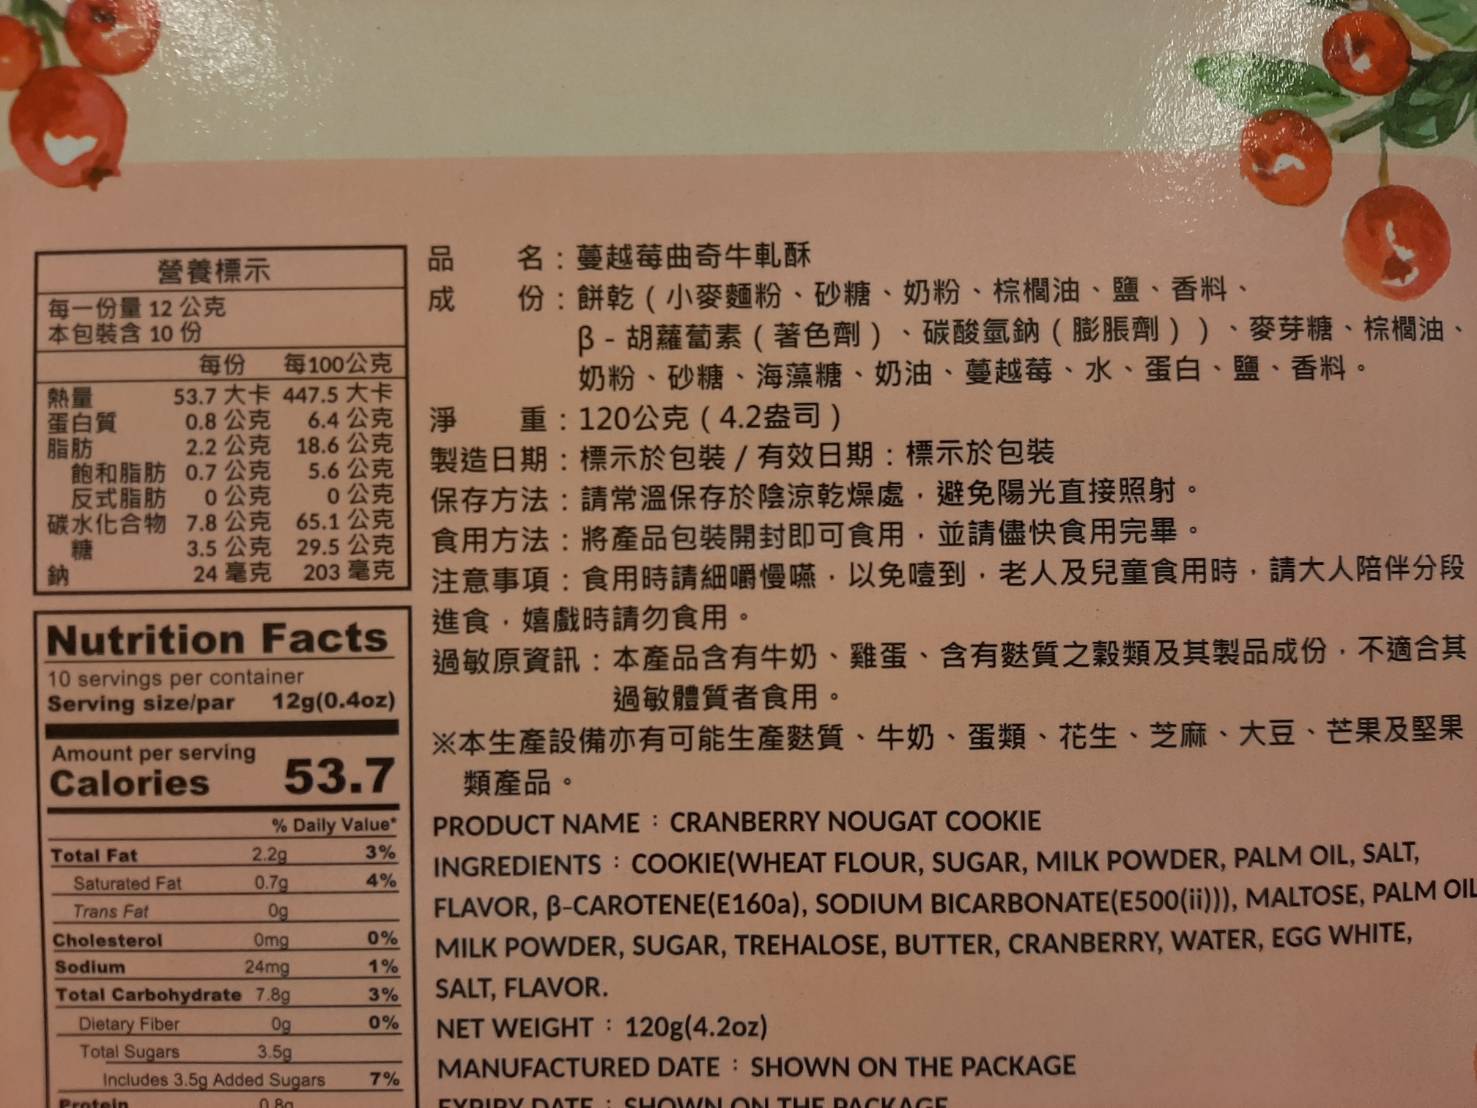 營養標示
每一份量 12 公克
本包裝含 10 份
每份 每100公克
熱量 53.7 大卡 447.5 大卡
蛋白質 0.8 公克 6.4 公克
脂肪 2.2 公克 18.6 公克
飽和脂肪 0.7 公克 5.6 公克
反式脂肪 0 公克 0 公克
碳水化合物 7.8 公克 65.1 公克
糖 3.5 公克 29.5 公克
鈉 24 毫克 203 毫克
Nutrition Facts
10 servings per container
Serving size/par 12g(0.4oz)
Amount per serving
Calories 53.7
% Daily Value*
Total Fat 2.2g 3%
Saturated Fat 0.7g 4%
Trans Fat 0g
Cholesterol 0mg 0%
Sodium 24mg 1%
Total Carbohydrate 7.8g 3%
Dietary Fiber 0g 0%
Total Sugars 3.5g
Includes 3.5g Added Sugars 7%
Protein 0.8g
品 名：蔓越莓曲奇牛軋酥
成 份：餅乾（小麥麵粉、砂糖、奶粉、棕櫚油、鹽、香料、
β - 胡蘿蔔素（著色劑）、碳酸氫鈉（膨脹劑））、麥芽糖、棕櫚油、
奶粉、砂糖、海藻糖、奶油、蔓越莓、水、蛋白、鹽、香料。
淨 重：120公克（4.2盎司）
製造日期：標示於包裝 / 有效日期：標示於包裝
保存方法：請常溫保存於陰涼乾燥處，避免陽光直接照射。
食用方法：將產品包裝開封即可食用，並請儘快食用完畢。
注意事項：食用時請細嚼慢嚥，以免噎到，老人及兒童食用時，請大人陪伴分段
進食，嬉戲時請勿食用。
過敏原資訊：本產品含有牛奶、雞蛋、含有麩質之穀類及其製品成份，不適合其
過敏體質者食用。
※本生產設備亦有可能生產麩質、牛奶、蛋類、花生、芝麻、大豆、芒果及堅果
類產品。
PRODUCT NAME：CRANBERRY NOUGAT COOKIE
INGREDIENTS：COOKIE(WHEAT FLOUR, SUGAR, MILK POWDER, PALM OIL, SALT,
FLAVOR, β-CAROTENE(E160a), SODIUM BICARBONATE(E500(ii))), MALTOSE, PALM OIL
MILK POWDER, SUGAR, TREHALOSE, BUTTER, CRANBERRY, WATER, EGG WHITE,
SALT, FLAVOR.
NET WEIGHT：120g(4.2oz)
MANUFACTURED DATE：SHOWN ON THE PACKAGE
EXPIRY DATE：SHOWN ON THE PACKAGE